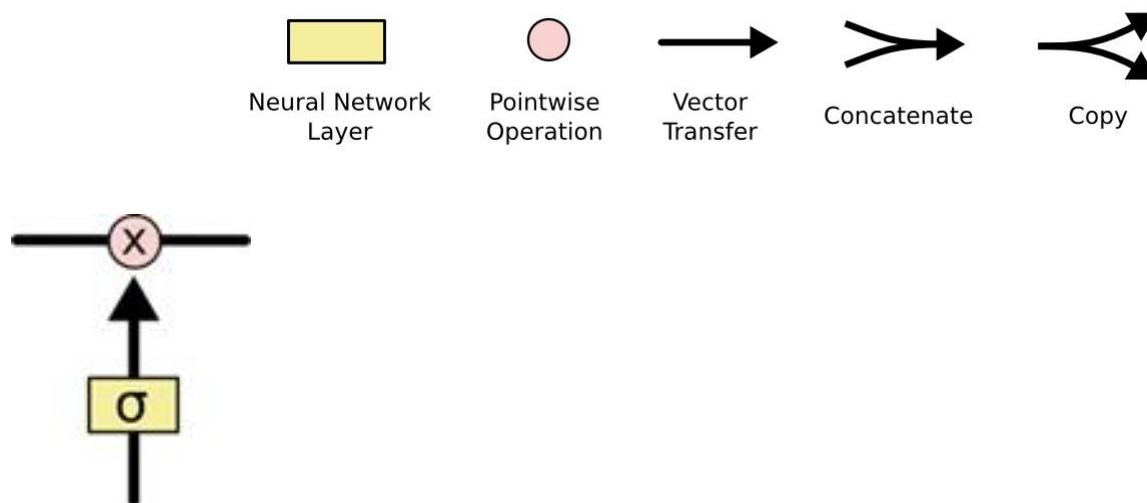 Neural Network
Layer
Pointwise
Operation
Vector
Transfer
Concatenate
Copy
x
σ